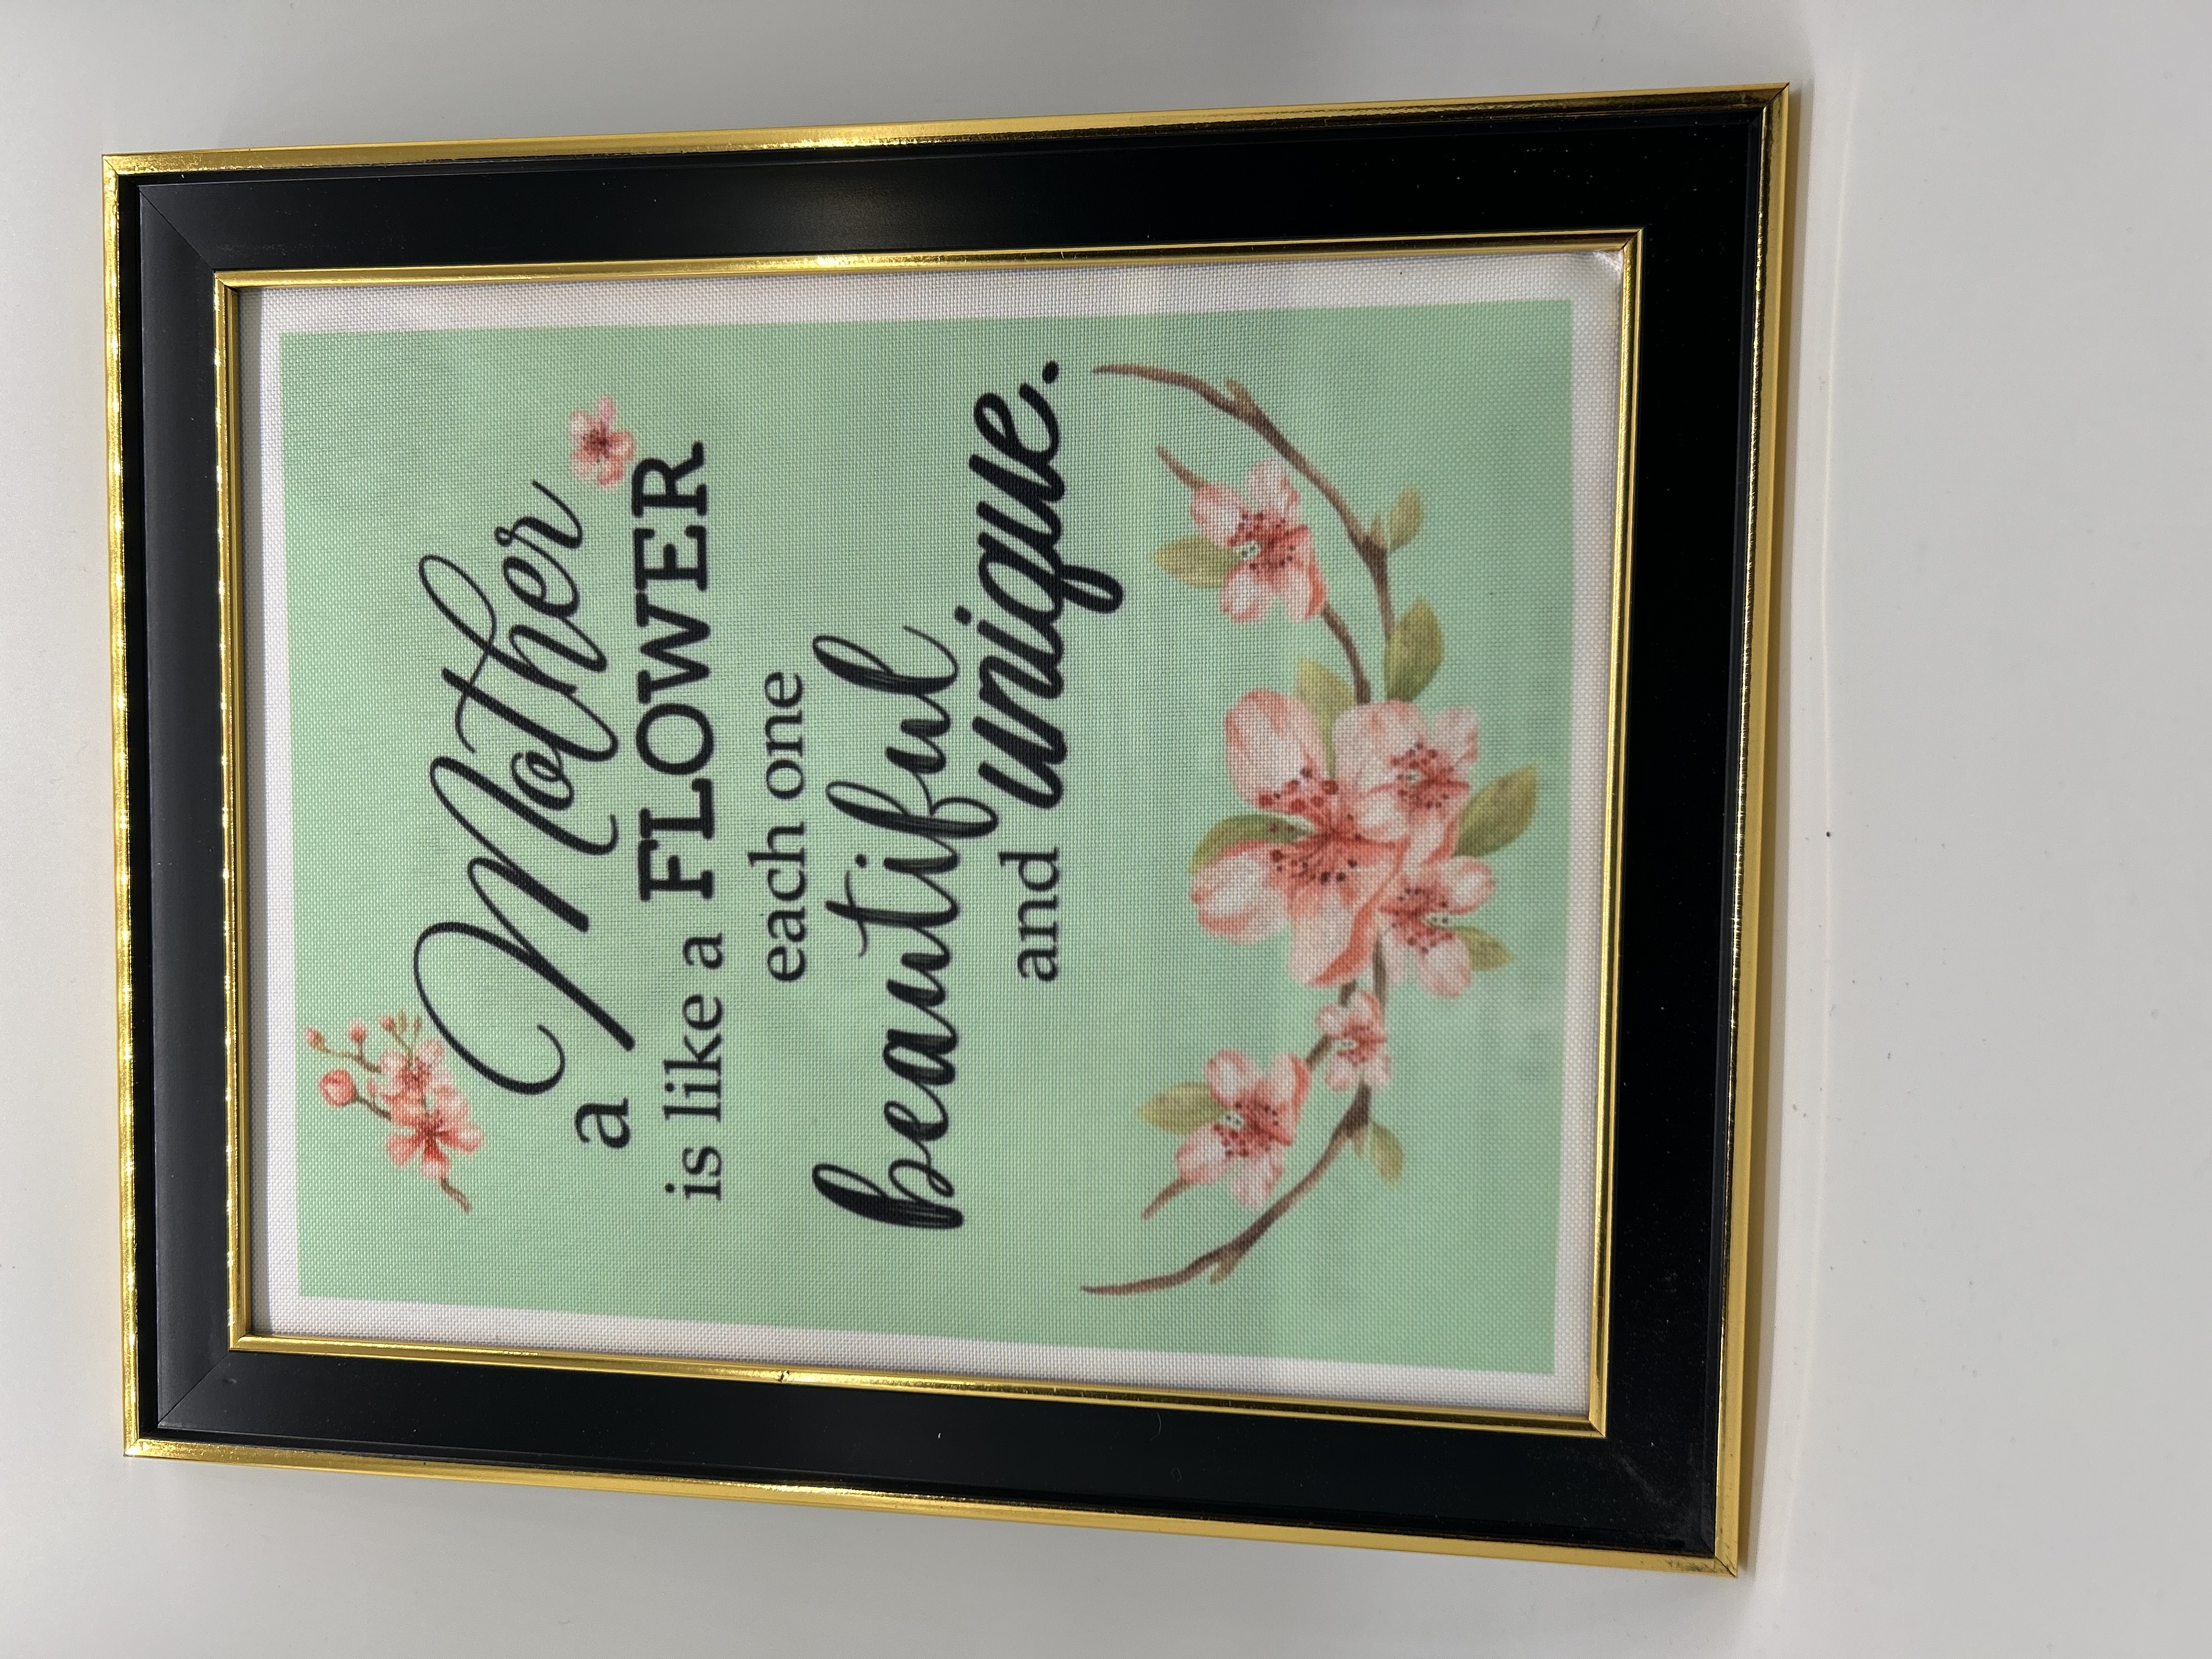 a Mother
is like a FLOWER
each one
beautiful
and unique.